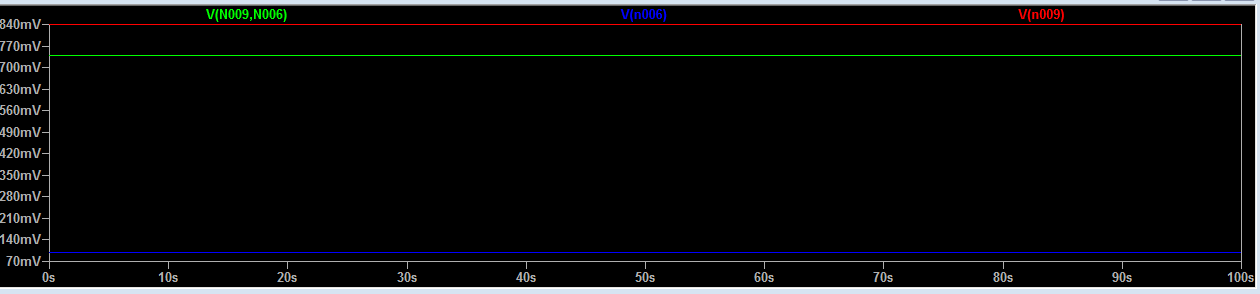 V(N009,N006) V(n006) V(n009)
840mV
770mV
700mV
630mV
560mV
490mV
420mV
350mV
280mV
210mV
140mV
70mV
0s 10s 20s 30s 40s 50s 60s 70s 80s 90s 100s